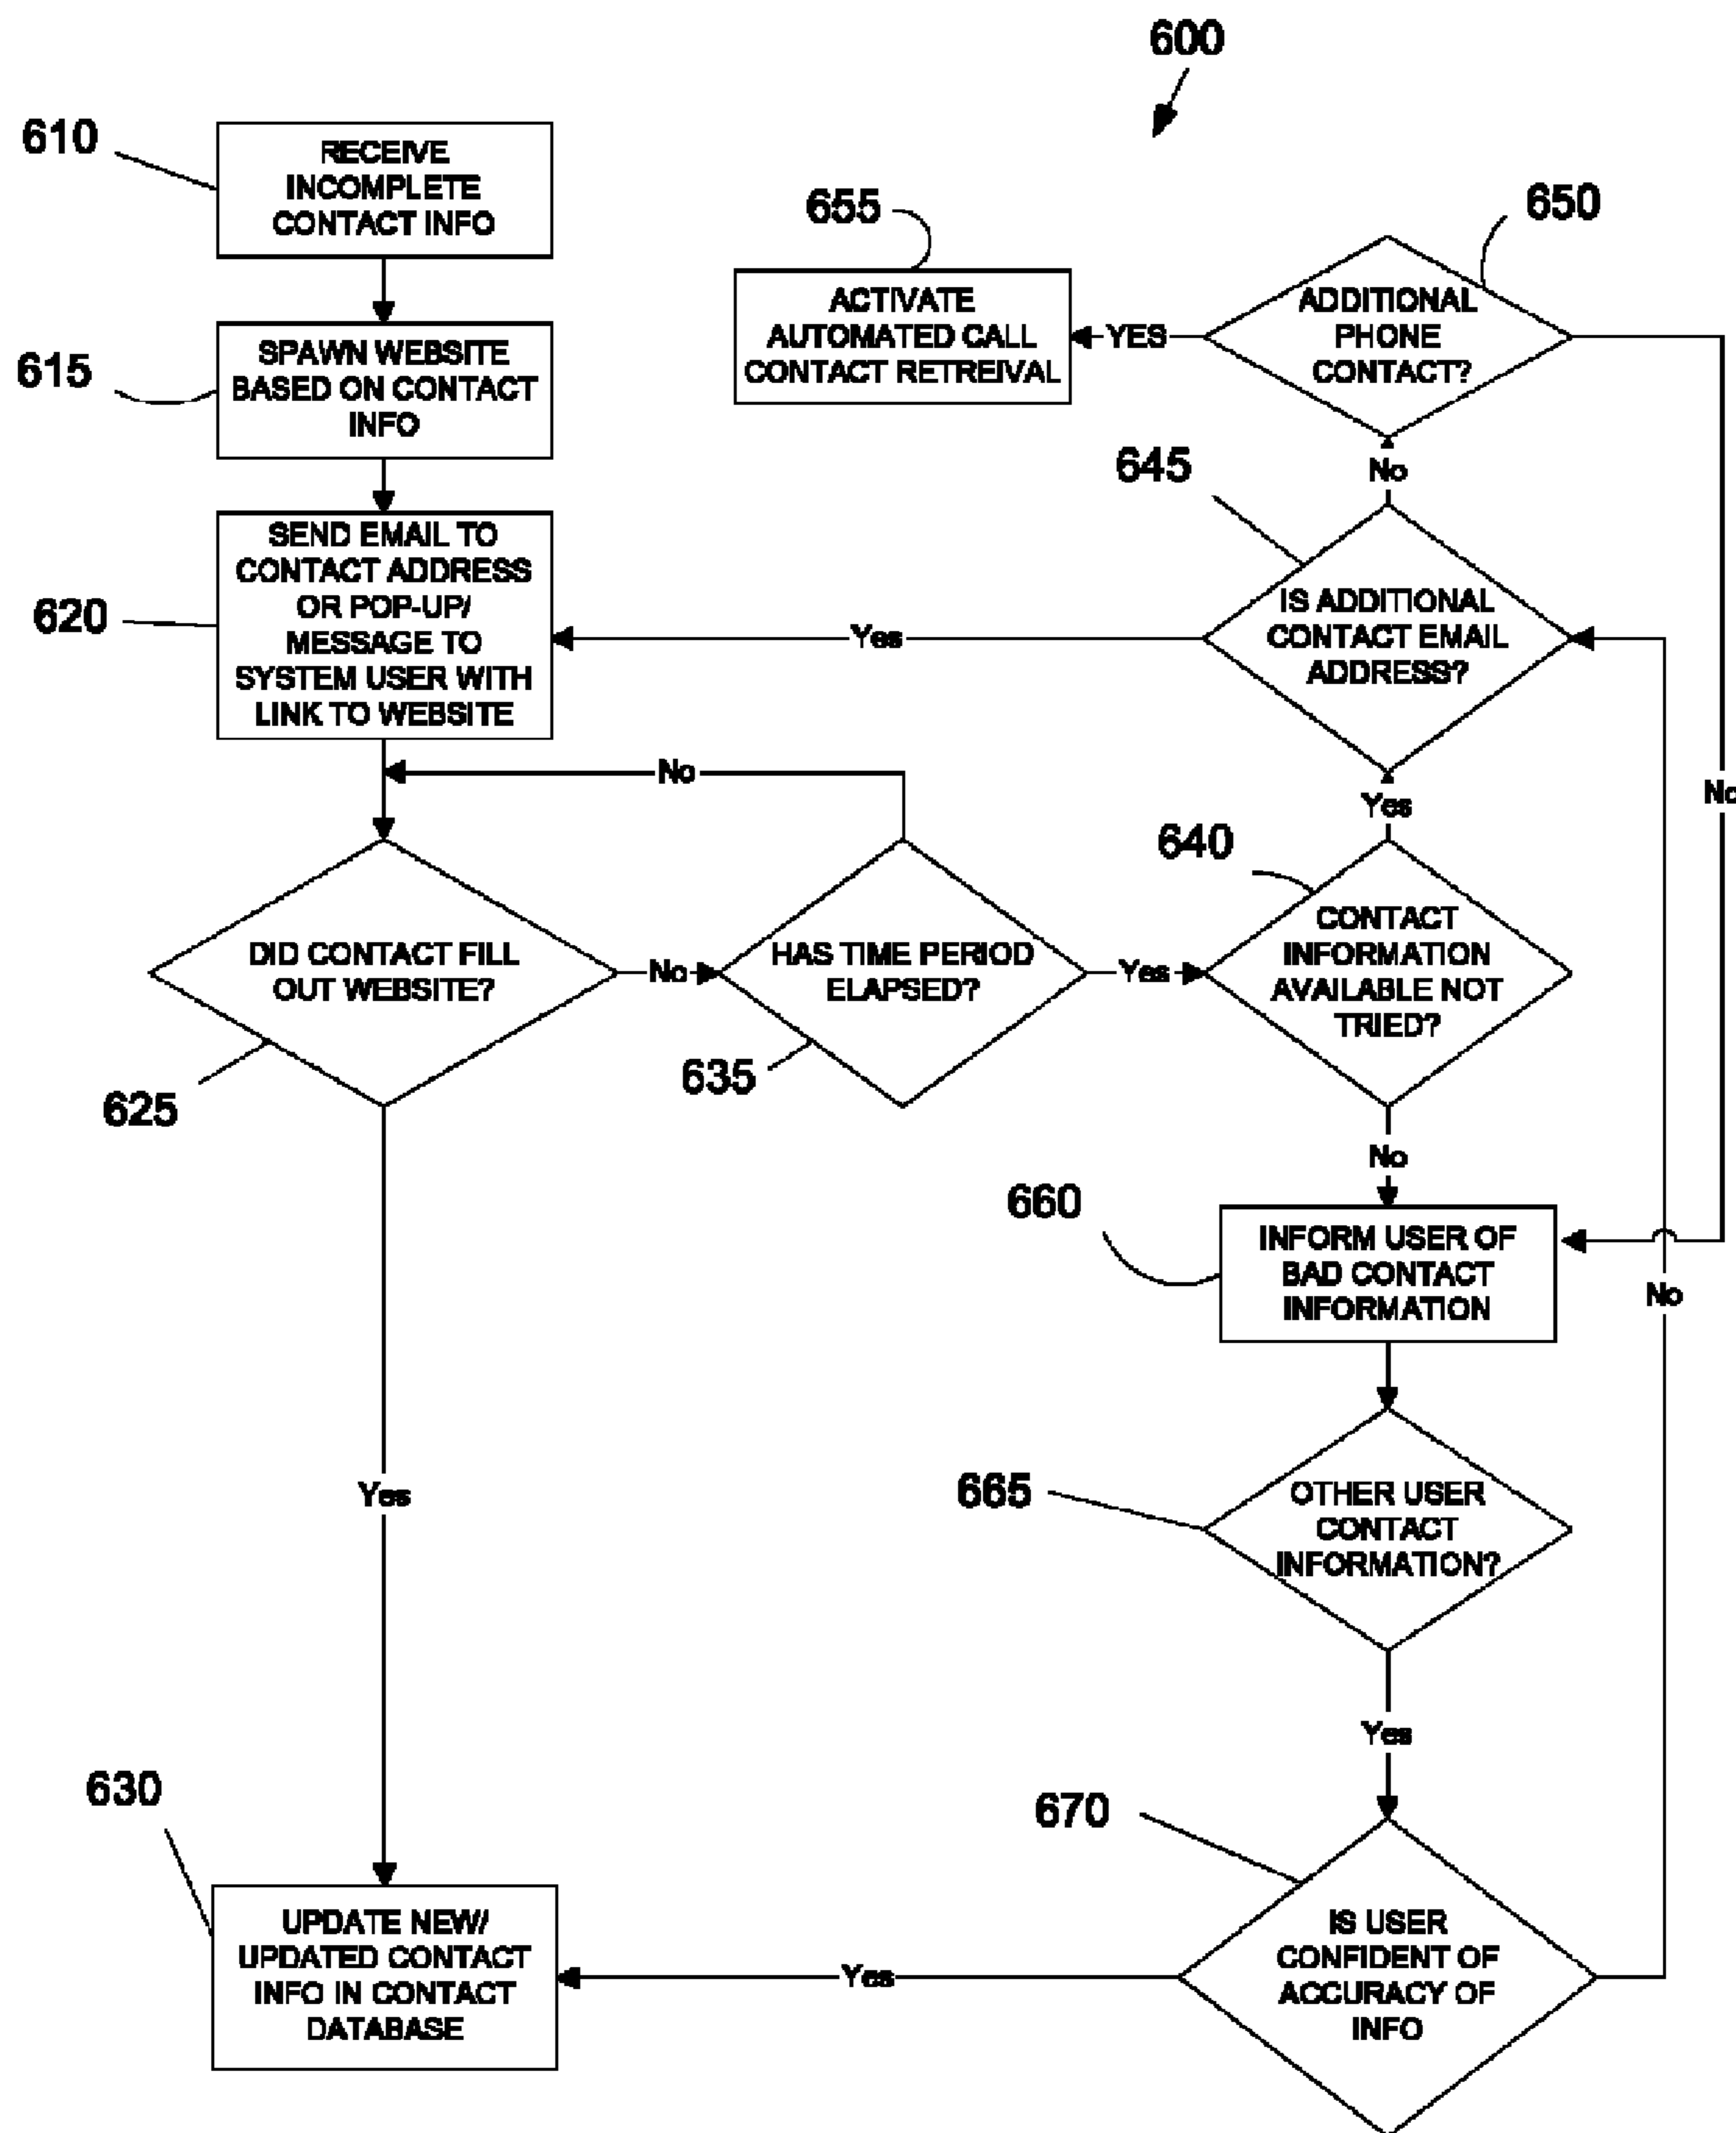 600
610
RECEIVE
INCOMPLETE
CONTACT INFO
615
SPAWN WEBSITE
BASED ON CONTACT
INFO
620
SEND EMAIL TO
CONTACT ADDRESS
OR POP-UP/
MESSAGE TO
SYSTEM USER WITH
LINK TO WEBSITE
655
ACTIVATE
AUTOMATED CALL
CONTACT RETREIVAL
YES
650
ADDITIONAL
PHONE
CONTACT?
No
No
645
IS ADDITIONAL
CONTACT EMAIL
ADDRESS?
Yes
Yes
No
640
CONTACT
INFORMATION
AVAILABLE NOT
TRIED?
DID CONTACT FILL
OUT WEBSITE?
625
No
HAS TIME PERIOD
ELAPSED?
635
Yes
No
660
INFORM USER OF
BAD CONTACT
INFORMATION
No
665
OTHER USER
CONTACT
INFORMATION?
Yes
Yes
630
UPDATE NEW/
UPDATED CONTACT
INFO IN CONTACT
DATABASE
Yes
670
IS USER
CONFIDENT OF
ACCURACY OF
INFO